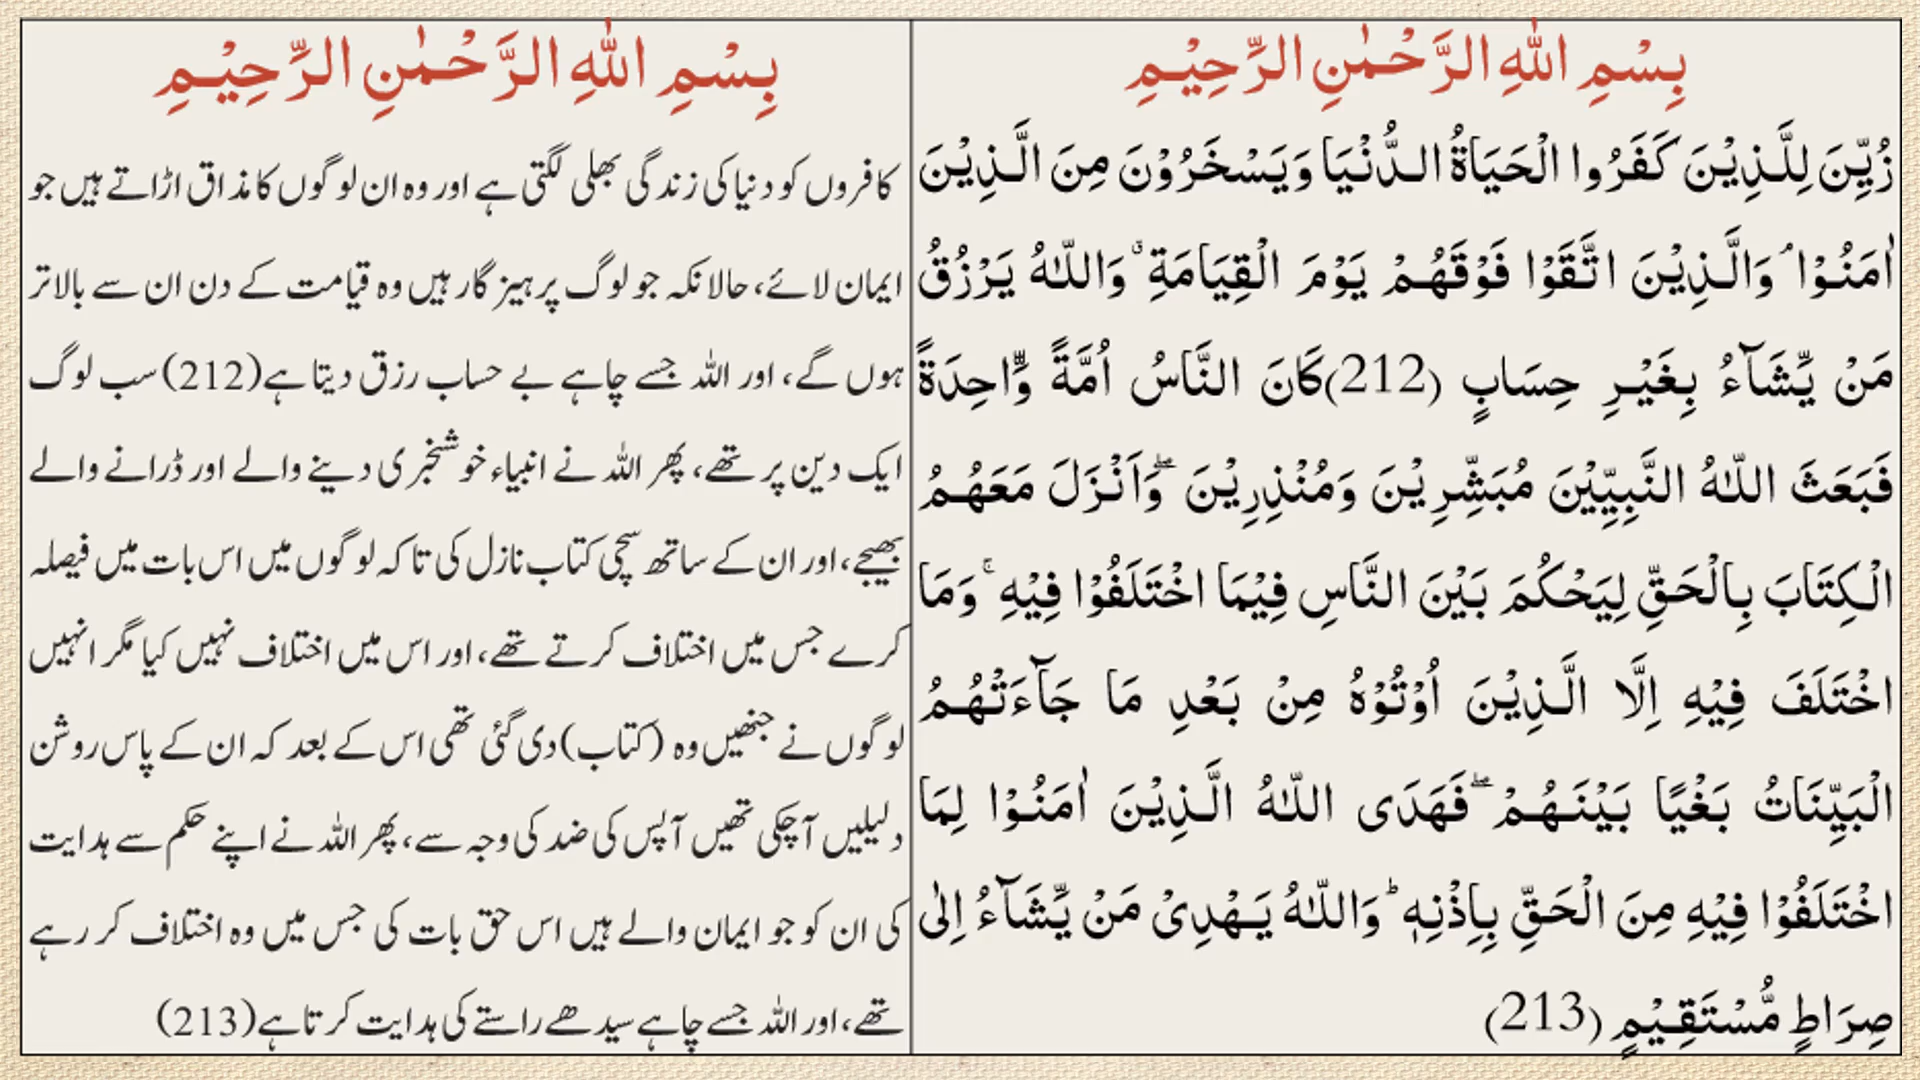 بِسْمِ اللّٰهِ الرَّحْمٰنِ الرَّحِيْمِ
زُيِّنَ لِلَّذِيْنَ كَفَرُوا الْحَيَاةُ الدُّنْيَا وَيَسْخَرُوْنَ مِنَ الَّذِيْنَ
اٰمَنُوْا ۘ وَالَّذِيْنَ اتَّقَوْا فَوْقَهُمْ يَوْمَ الْقِيَامَةِ ۗ وَاللّٰهُ يَرْزُقُ
مَنْ يَّشَآءُ بِغَيْرِ حِسَابٍ (212)كَانَ النَّاسُ اُمَّةً وَّاحِدَةً
فَبَعَثَ اللّٰهُ النَّبِيِّيْنَ مُبَشِّرِيْنَ وَمُنْذِرِيْنَ ۖ وَاَنْزَلَ مَعَهُمُ
الْكِتَابَ بِالْحَقِّ لِيَحْكُمَ بَيْنَ النَّاسِ فِيْمَا اخْتَلَفُوْا فِيْهِ ۚ وَمَا
اخْتَلَفَ فِيْهِ اِلَّا الَّذِيْنَ اُوْتُوْهُ مِنْ بَعْدِ مَا جَآءَتْهُمُ
الْبَيِّنَاتُ بَغْيًا بَيْنَهُمْ ۖ فَهَدَى اللّٰهُ الَّذِيْنَ اٰمَنُوْا لِمَا
اخْتَلَفُوْا فِيْهِ مِنَ الْحَقِّ بِاِذْنِهٖ ؕ وَاللّٰهُ يَهْدِىْ مَنْ يَّشَآءُ اِلٰى
صِرَاطٍ مُّسْتَقِيْمٍ (213)
بِسْمِ اللّٰهِ الرَّحْمٰنِ الرَّحِيْمِ
کافروں کو دنیا کی زندگی بھلی لگتی ہے اور وہ ان لوگوں کا مذاق اڑاتے ہیں جو
ایمان لائے، حالانکہ جو لوگ پرہیز گار ہیں وہ قیامت کے دن ان سے بالاتر
ہوں گے، اور اللہ جسے چاہے بے حساب رزق دیتا ہے(212)سب لوگ
ایک دین پر تھے، پھر اللہ نے انبیاء خوشخبری دینے والے اور ڈرانے والے
بھیجے، اور ان کے ساتھ سچی کتاب نازل کی تاکہ لوگوں میں اس بات میں فیصلہ
کرے جس میں اختلاف کرتے تھے، اور اس میں اختلاف نہیں کیا مگر انہیں
لوگوں نے جنھیں وہ (کتاب)دی گئی تھی اس کے بعد کہ ان کے پاس روشن
دلیلیں آچکی تھیں آپس کی ضد کی وجہ سے، پھر اللہ نے اپنے حکم سے ہدایت
کی ان کو جو ایمان والے ہیں اس حق بات کی جس میں وہ اختلاف کر رہے
تھے، اور اللہ جسے چاہے سیدھے راستے کی ہدایت کرتا ہے(213)